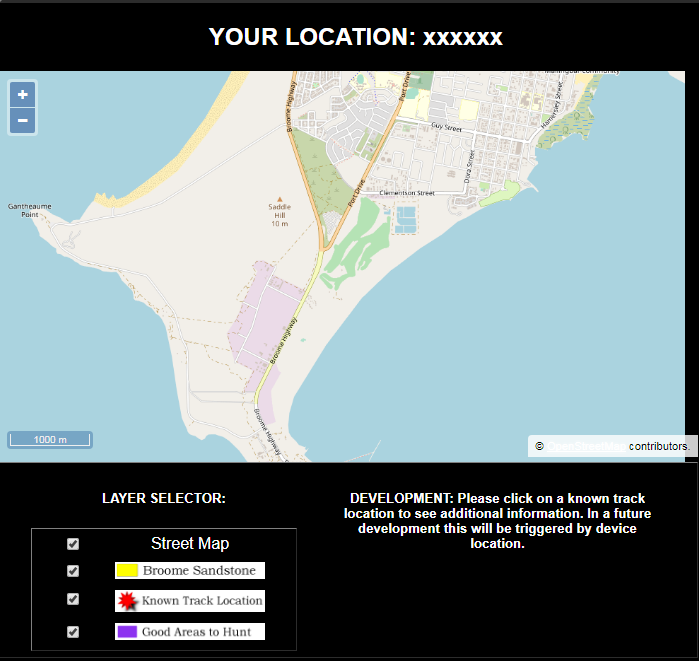 YOUR LOCATION: xxxxxx
+
−
Broome Highway
Port Drive
Hamersley Street
Guy Street
Dora Street
Clementson Street
Port Drive
Gantheaume
Point
Saddle
Hill
10 m
Broome Highway
Broome Highway
1000 m
© OpenStreetMap contributors.
LAYER SELECTOR:
Street Map
Broome Sandstone
Known Track Location
Good Areas to Hunt
DEVELOPMENT: Please click on a known track
location to see additional information. In a future
development this will be triggered by device
location.